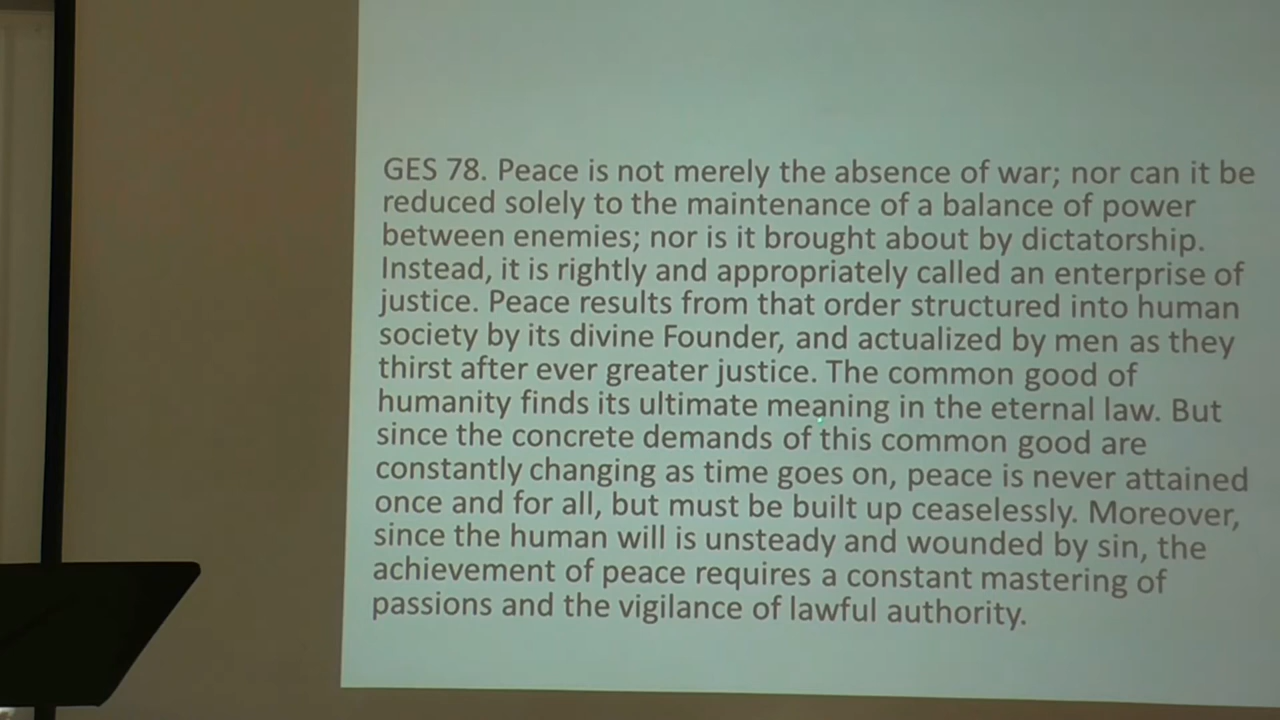 GES 78. Peace is not merely the absence of war; nor can it be
reduced solely to the maintenance of a balance of power
between enemies; nor is it brought about by dictatorship.
Instead, it is rightly and appropriately called an enterprise of
justice. Peace results from that order structured into human
society by its divine Founder, and actualized by men as they
thirst after ever greater justice. The common good of
humanity finds its ultimate meaning in the eternal law. But
since the concrete demands of this common good are
constantly changing as time goes on, peace is never attained
once and for all, but must be built up ceaselessly. Moreover,
since the human will is unsteady and wounded by sin, the
achievement of peace requires a constant mastering of
passions and the vigilance of lawful authority.